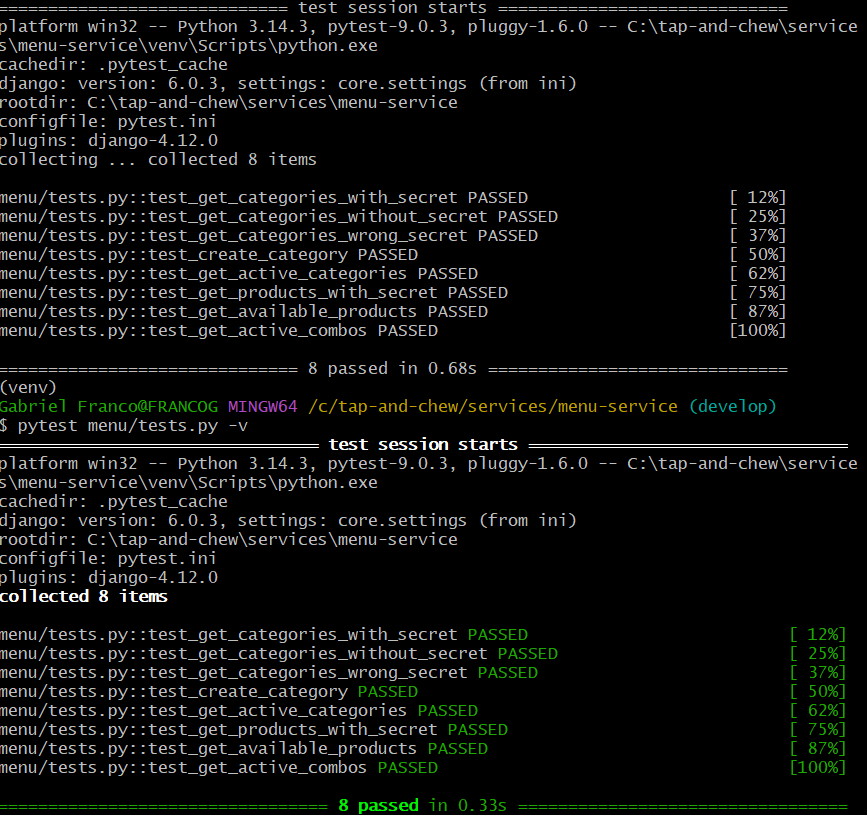 ============================= test session starts =============================
platform win32 -- Python 3.14.3, pytest-9.0.3, pluggy-1.6.0 -- C:\tap-and-chew\service
s\menu-service\venv\Scripts\python.exe
cachedir: .pytest_cache
django: version: 6.0.3, settings: core.settings (from ini)
rootdir: C:\tap-and-chew\services\menu-service
configfile: pytest.ini
plugins: django-4.12.0
collecting ... collected 8 items
menu/tests.py::test_get_categories_with_secret PASSED [ 12%]
menu/tests.py::test_get_categories_without_secret PASSED [ 25%]
menu/tests.py::test_get_categories_wrong_secret PASSED [ 37%]
menu/tests.py::test_create_category PASSED [ 50%]
menu/tests.py::test_get_active_categories PASSED [ 62%]
menu/tests.py::test_get_products_with_secret PASSED [ 75%]
menu/tests.py::test_get_available_products PASSED [ 87%]
menu/tests.py::test_get_active_combos PASSED [100%]
============================== 8 passed in 0.68s ==============================
(venv)
Gabriel Franco@FRANCOG MINGW64 /c/tap-and-chew/services/menu-service (develop)
$ pytest menu/tests.py -v
================================ test session starts ================================
platform win32 -- Python 3.14.3, pytest-9.0.3, pluggy-1.6.0 -- C:\tap-and-chew\service
s\menu-service\venv\Scripts\python.exe
cachedir: .pytest_cache
django: version: 6.0.3, settings: core.settings (from ini)
rootdir: C:\tap-and-chew\services\menu-service
configfile: pytest.ini
plugins: django-4.12.0
collected 8 items
menu/tests.py::test_get_categories_with_secret PASSED [ 12%]
menu/tests.py::test_get_categories_without_secret PASSED [ 25%]
menu/tests.py::test_get_categories_wrong_secret PASSED [ 37%]
menu/tests.py::test_create_category PASSED [ 50%]
menu/tests.py::test_get_active_categories PASSED [ 62%]
menu/tests.py::test_get_products_with_secret PASSED [ 75%]
menu/tests.py::test_get_available_products PASSED [ 87%]
menu/tests.py::test_get_active_combos PASSED [100%]
================================= 8 passed in 0.33s =================================